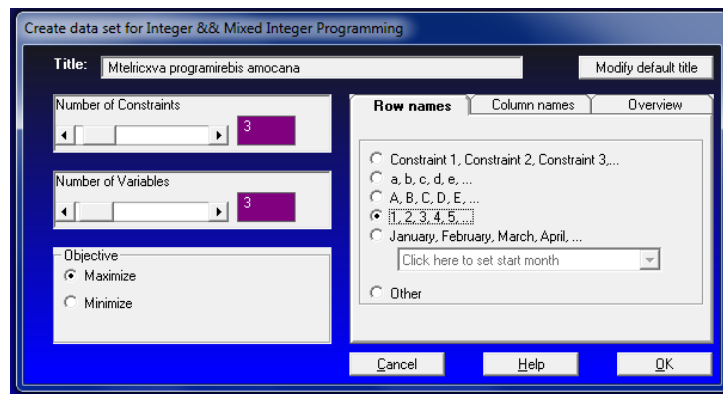 Create data set for Integer && Mixed Integer Programming
Title: Mtelricxva programirebis amocana
Modify default title
Number of Constraints
3
Number of Variables
3
Objective
Maximize
Minimize
Row names Column names Overview
Constraint 1, Constraint 2, Constraint 3,...
a, b, c, d, e, ...
A, B, C, D, E, ...
1, 2, 3, 4, 5, ...
January, February, March, April, ...
Click here to set start month
Other
Cancel Help OK